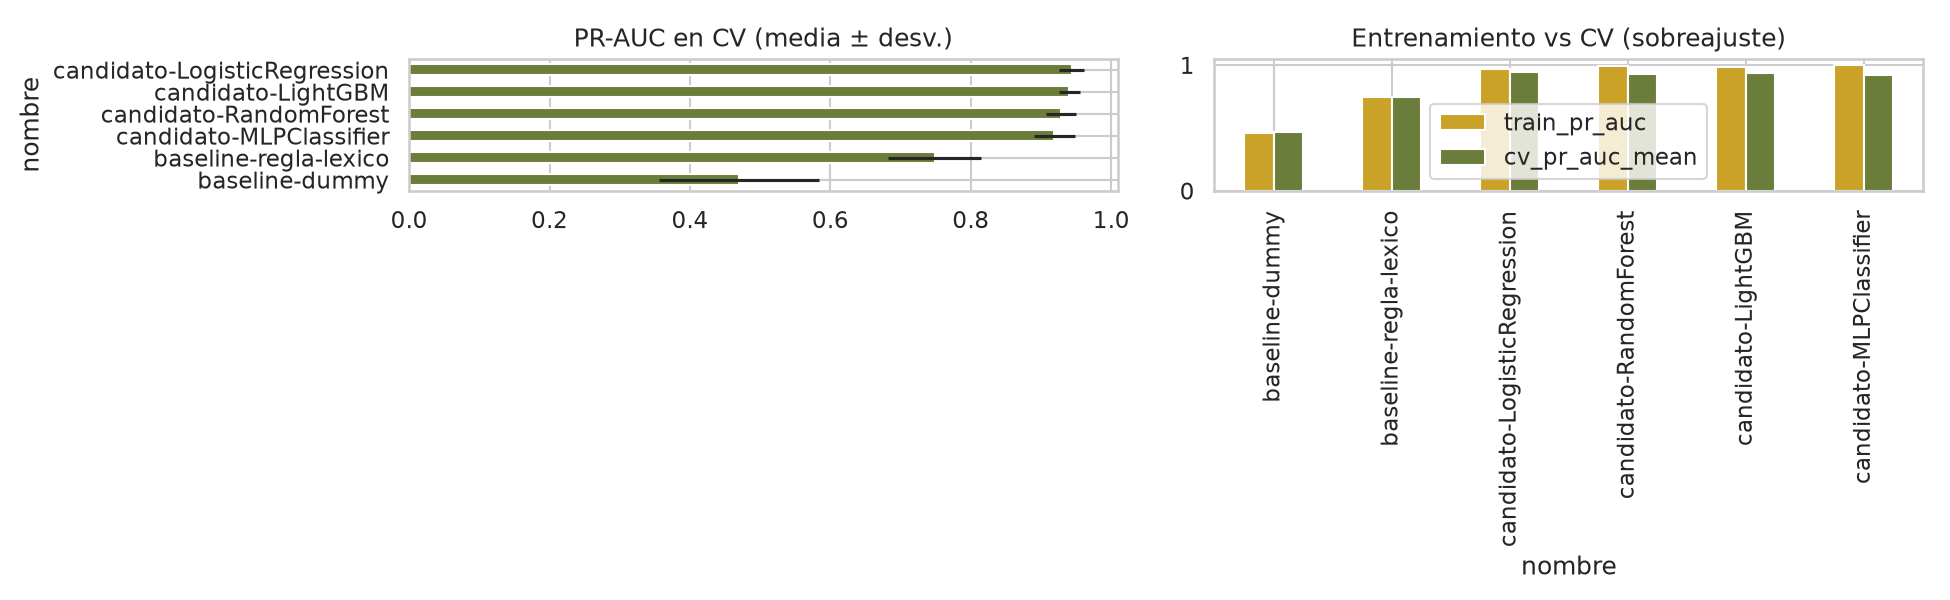 PR-AUC en CV (media ± desv.)
nombre
candidato-LogisticRegression
candidato-LightGBM
candidato-RandomForest
candidato-MLPClassifier
baseline-regla-lexico
baseline-dummy
0.0 0.2 0.4 0.6 0.8 1.0
Entrenamiento vs CV (sobreajuste)
1
0
train_pr_auc
cv_pr_auc_mean
baseline-dummy
baseline-regla-lexico
candidato-LogisticRegression
candidato-RandomForest
candidato-LightGBM
candidato-MLPClassifier
nombre